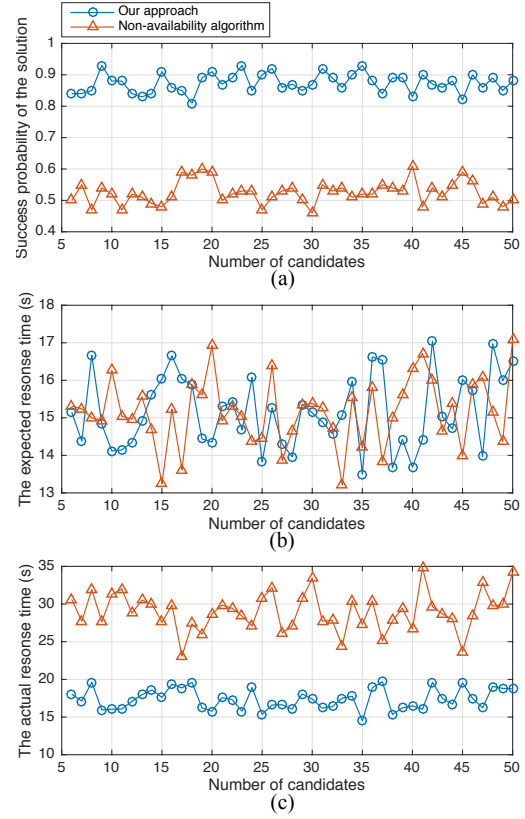 Our approach
Non-availability algorithm
(a)
1
0.9
0.8
0.7
0.6
0.5
0.4
Success probability of the solution
5 10 15 20 25 30 35 40 45 50
Number of candidates
(a)
18
17
16
15
14
13
The expected resonse time (s)
5 10 15 20 25 30 35 40 45 50
Number of candidates
(b)
35
30
25
20
15
10
The actual resonse time (s)
5 10 15 20 25 30 35 40 45 50
Number of candidates
(c)